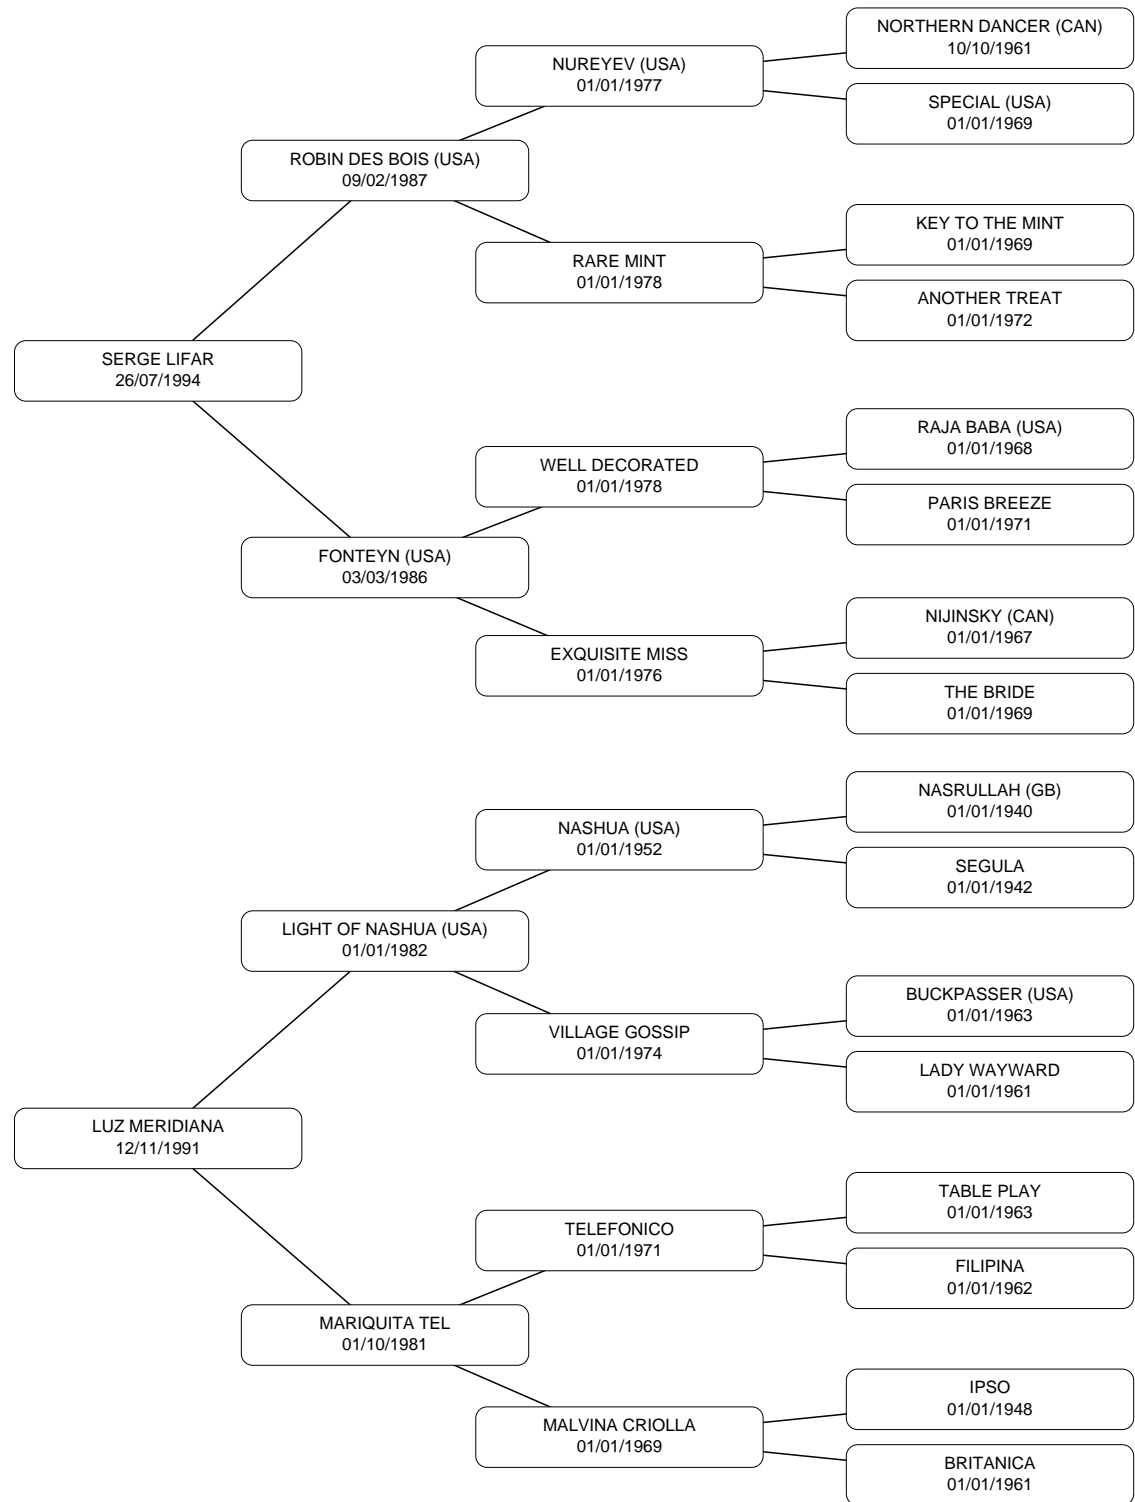 NORTHERN DANCER (CAN)
10/10/1961
NUREYEV (USA)
01/01/1977
SPECIAL (USA)
01/01/1969
ROBIN DES BOIS (USA)
09/02/1987
KEY TO THE MINT
01/01/1969
RARE MINT
01/01/1978
ANOTHER TREAT
01/01/1972
SERGE LIFAR
26/07/1994
RAJA BABA (USA)
01/01/1968
WELL DECORATED
01/01/1978
PARIS BREEZE
01/01/1971
FONTEYN (USA)
03/03/1986
NIJINSKY (CAN)
01/01/1967
EXQUISITE MISS
01/01/1976
THE BRIDE
01/01/1969
NASRULLAH (GB)
01/01/1940
NASHUA (USA)
01/01/1952
SEGULA
01/01/1942
LIGHT OF NASHUA (USA)
01/01/1982
BUCKPASSER (USA)
01/01/1963
VILLAGE GOSSIP
01/01/1974
LADY WAYWARD
01/01/1961
LUZ MERIDIANA
12/11/1991
TABLE PLAY
01/01/1963
TELEFONICO
01/01/1971
FILIPINA
01/01/1962
MARIQUITA TEL
01/10/1981
IPSO
01/01/1948
MALVINA CRIOLLA
01/01/1969
BRITANICA
01/01/1961